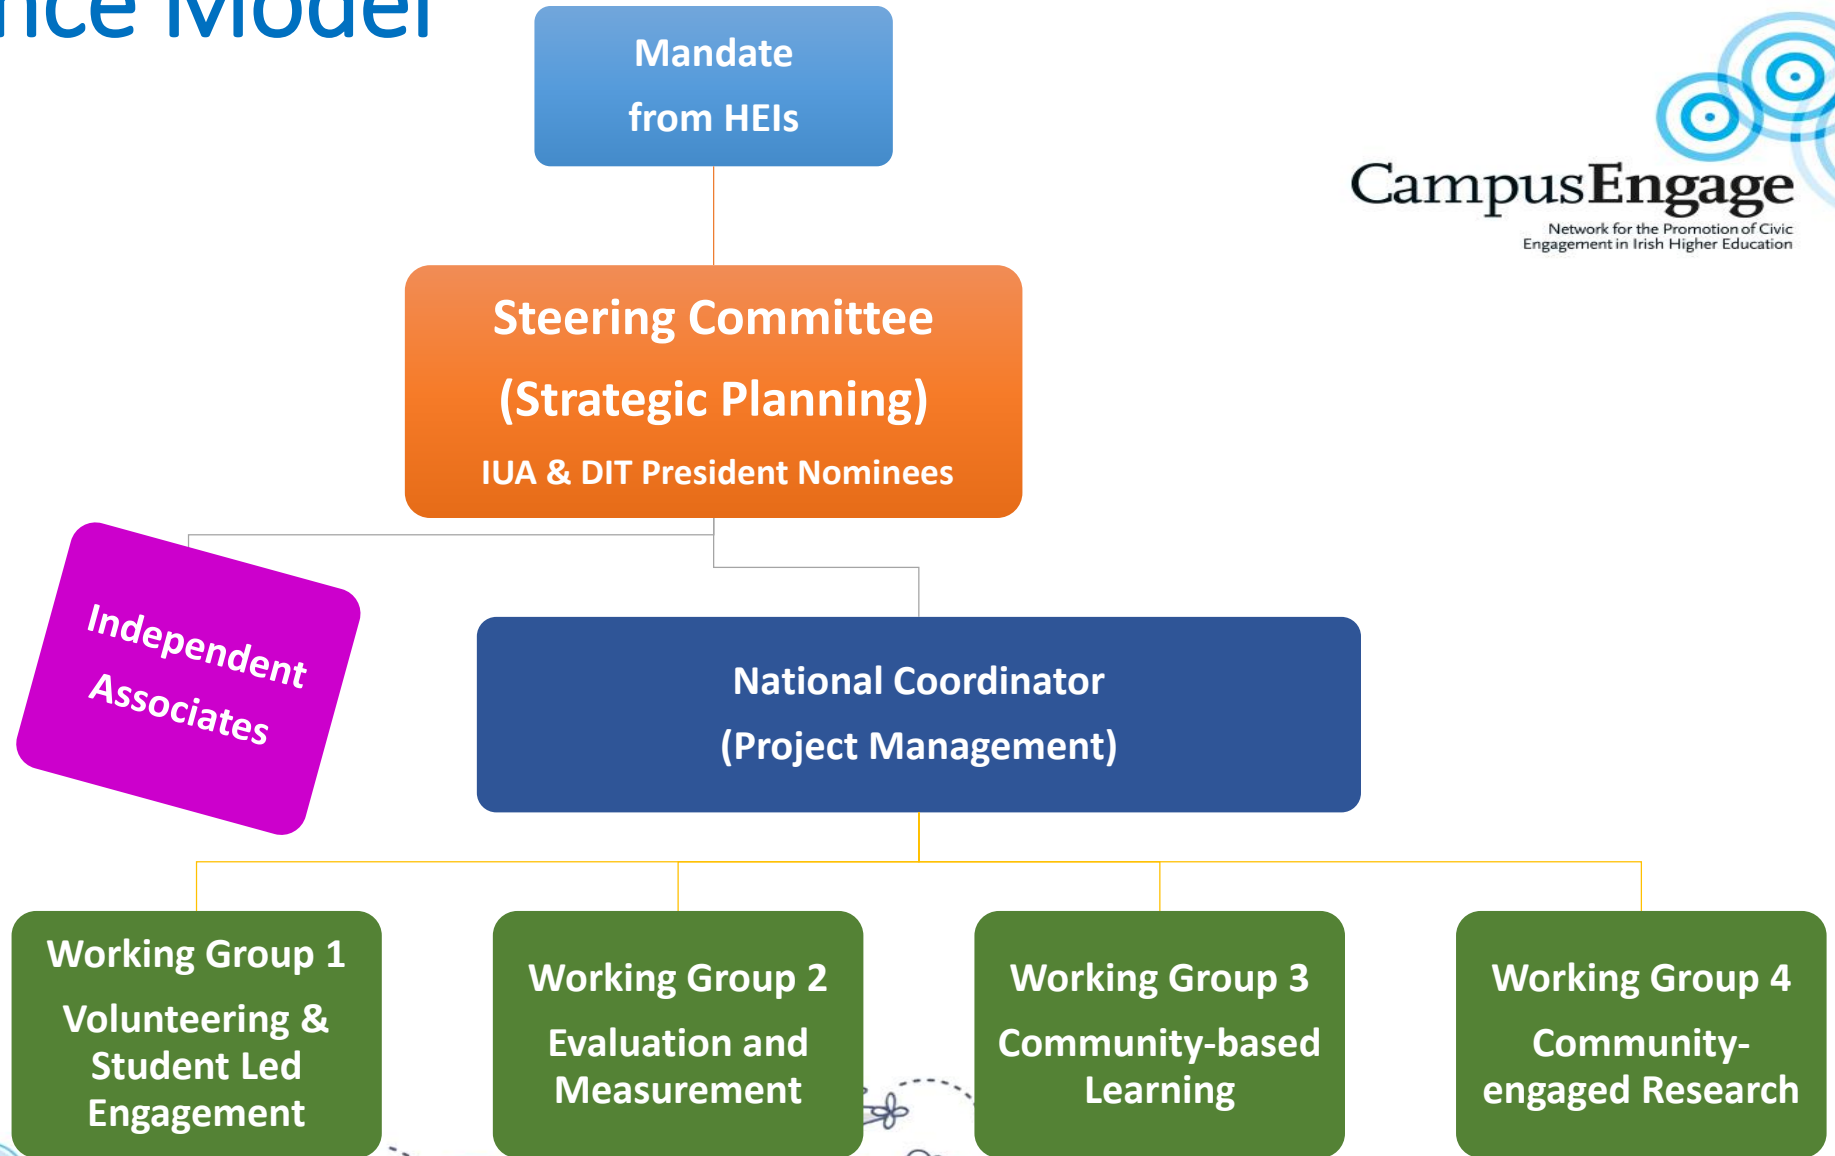 nce Model
Mandate
from HEIs
CampusEngage
Network for the Promotion of Civic
Engagement in Irish Higher Education
Steering Committee
(Strategic Planning)
IUA & DIT President Nominees
Independent
Associates
National Coordinator
(Project Management)
Working Group 1
Volunteering &
Student Led
Engagement
Working Group 2
Evaluation and
Measurement
Working Group 3
Community-based
Learning
Working Group 4
Community-
engaged Research